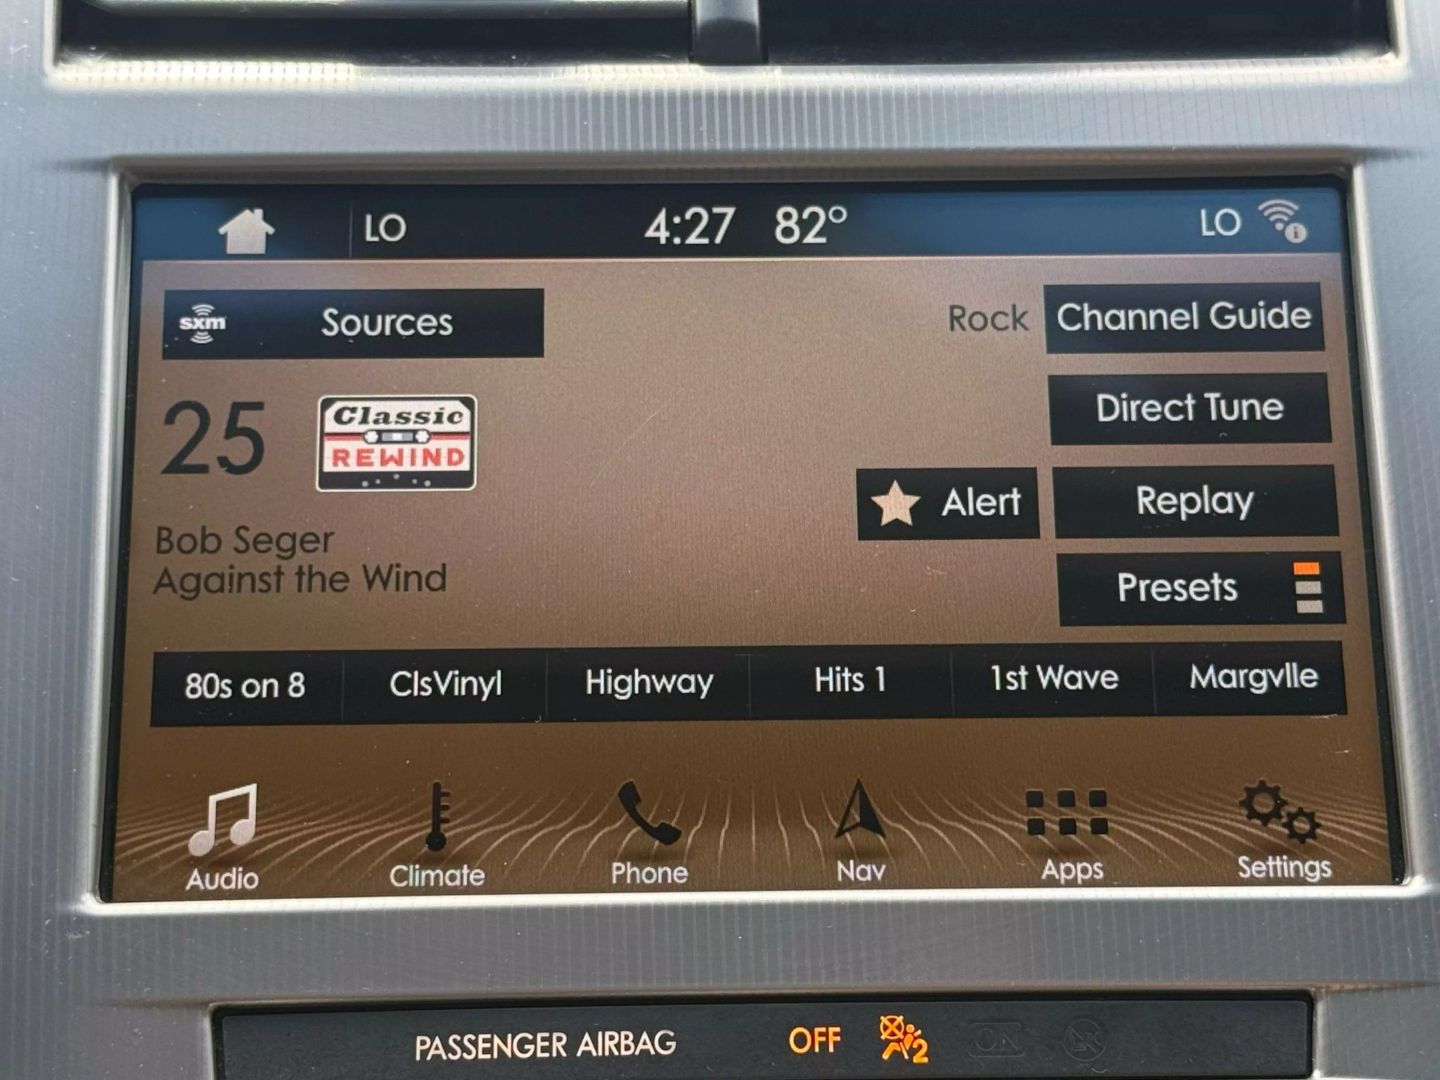 LO 4:27 82° LO
sxm Sources
Rock Channel Guide
Direct Tune
25 Classic
REWIND
Alert Replay
Bob Seger
Against the Wind
Presets
80s on 8 ClsVinyl Highway Hits 1 1st Wave Margvlle
Audio Climate Phone Nav Apps Settings
PASSENGER AIRBAG OFF 2 ON